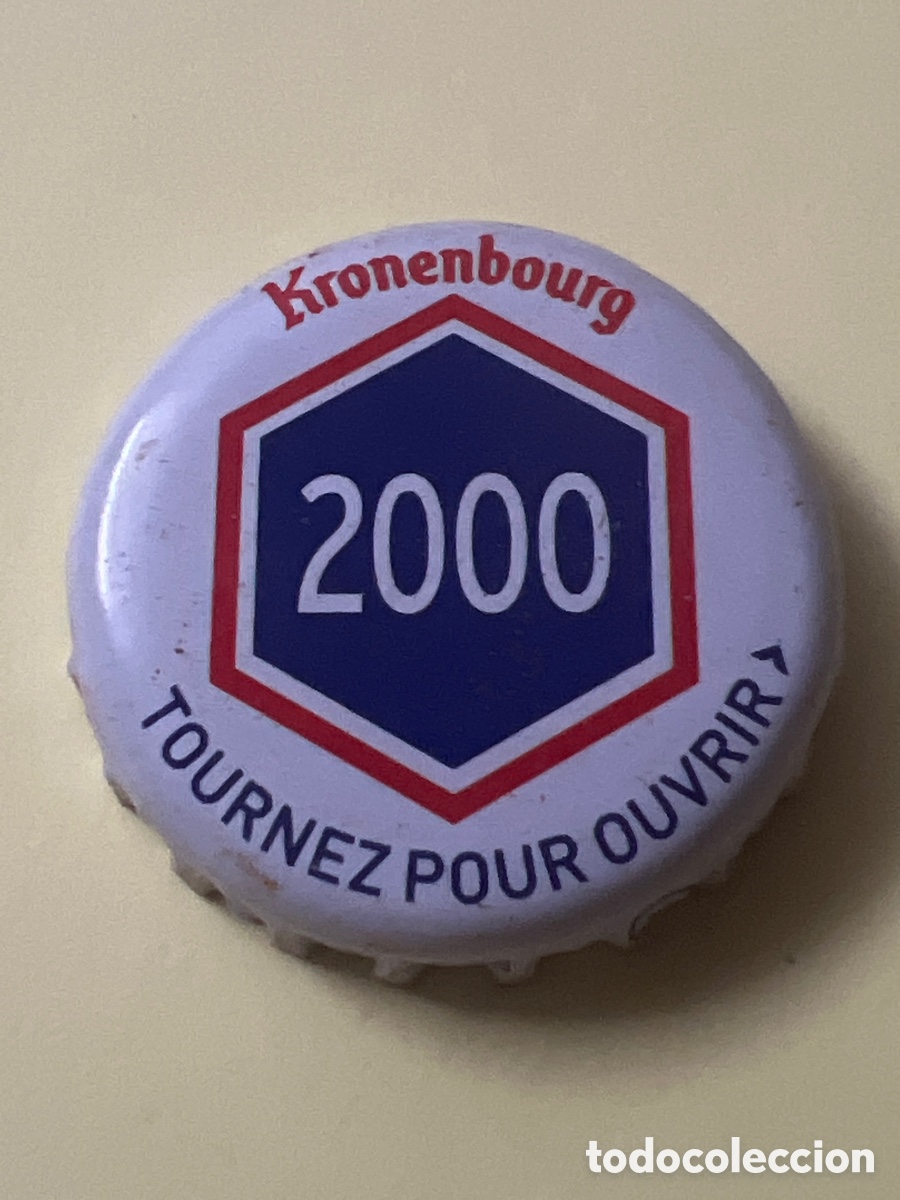 Kronenbourg
2000
TOURNEZ POUR OUVRIR >
todocoleccion